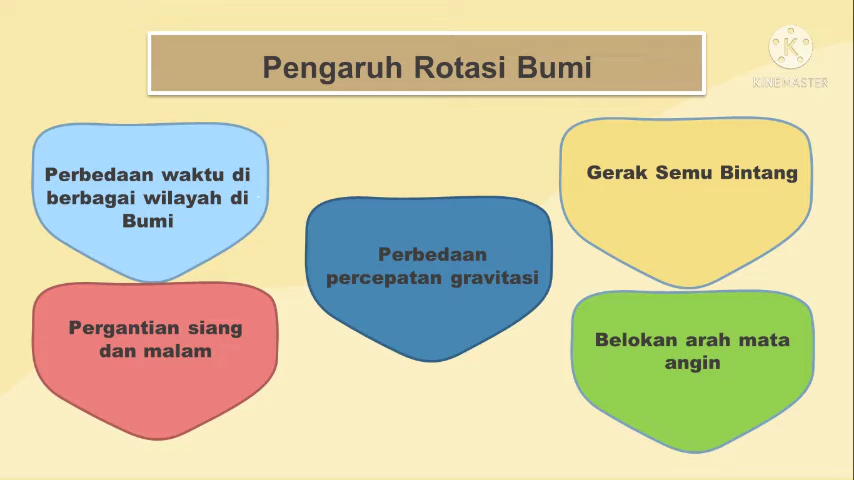 Pengaruh Rotasi Bumi
K
KINEMASTER
Perbedaan waktu di
berbagai wilayah di
Bumi
Gerak Semu Bintang
Perbedaan
percepatan gravitasi
Pergantian siang
dan malam
Belokan arah mata
angin